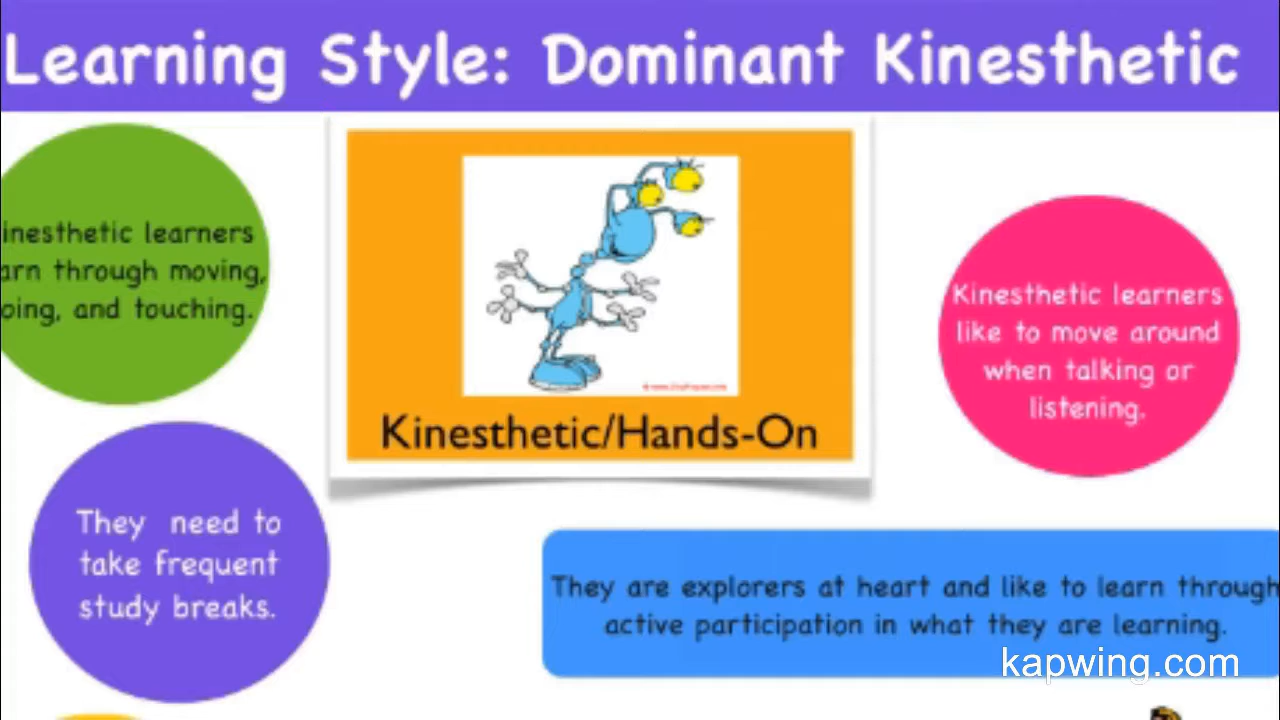 Learning Style: Dominant Kinesthetic
inesthetic learners
arn through moving,
oing, and touching.
Kinesthetic/Hands-On
Kinesthetic learners
like to move around
when talking or
listening.
They need to
take frequent
study breaks.
They are explorers at heart and like to learn through
active participation in what they are learning.
kapwing.com